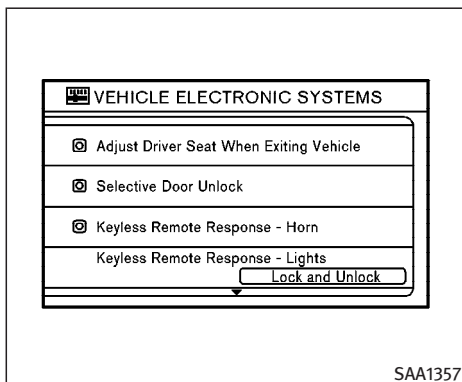 VEHICLE ELECTRONIC SYSTEMS
Adjust Driver Seat When Exiting Vehicle
Selective Door Unlock
Keyless Remote Response - Horn
Keyless Remote Response - Lights
Lock and Unlock
SAA1357